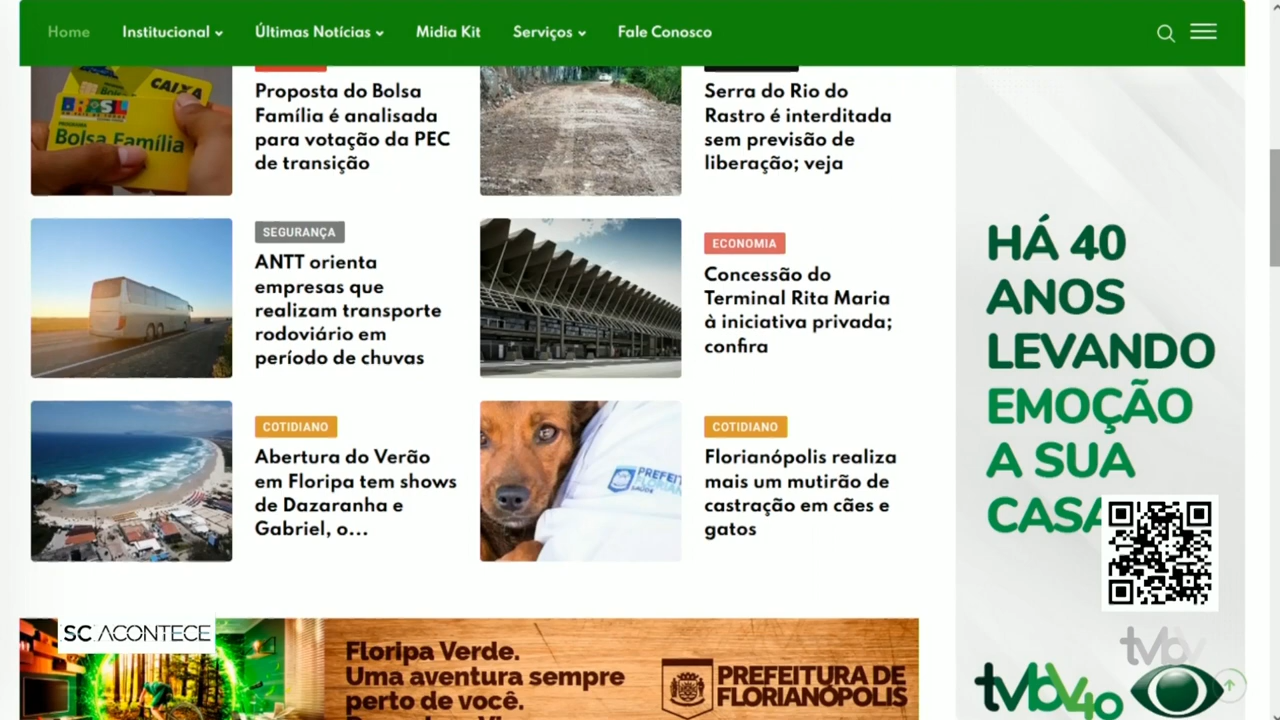 Home Institucional Últimas Notícias Midia Kit Serviços Fale Conosco
CAIXA
BRASIL
Bolsa Família
Proposta do Bolsa
Família é analisada
para votação da PEC
de transição
Serra do Rio do
Rastro é interditada
sem previsão de
liberação; veja
SEGURANÇA
ANTT orienta
empresas que
realizam transporte
rodoviário em
período de chuvas
ECONOMIA
Concessão do
Terminal Rita Maria
à iniciativa privada;
confira
COTIDIANO
Abertura do Verão
em Floripa tem shows
de Dazaranha e
Gabriel, o...
COTIDIANO
Florianópolis realiza
mais um mutirão de
castração em cães e
gatos
HÁ 40
ANOS
LEVANDO
EMOÇÃO
A SUA
CASA
SC ACONTECE
Floripa Verde.
Uma aventura sempre
perto de você.
PREFEITURA DE
FLORIANÓPOLIS
tvbv
tvbv40